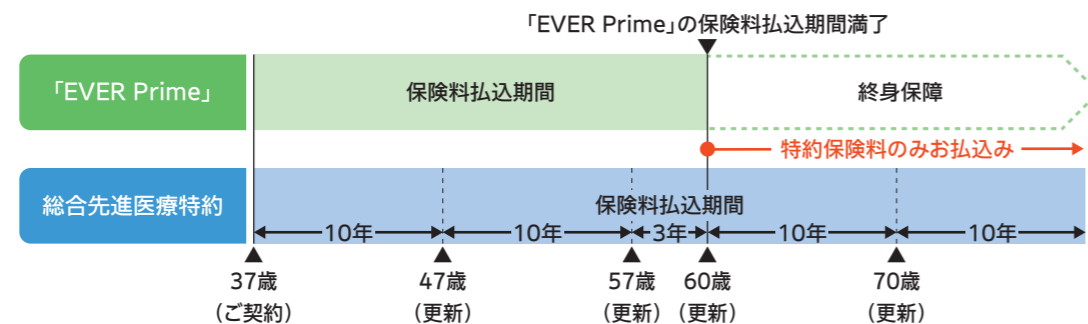 「EVER Prime」の保険料払込期間満了
「EVER Prime」
保険料払込期間
終身保障
特約保険料のみお払込み
総合先進医療特約
保険料払込期間
10年
10年
3年
10年
10年
37歳
（ご契約）
47歳
（更新）
57歳
（更新）
60歳
（更新）
70歳
（更新）